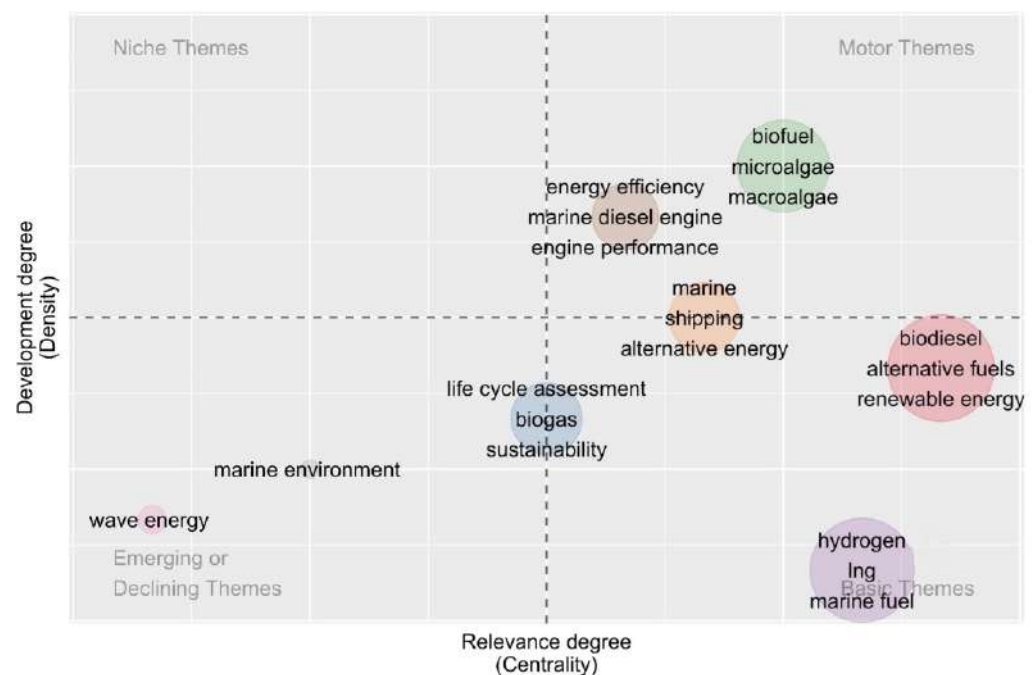 Niche Themes
Motor Themes
biofuel
microalgae
macroalgae
energy efficiency
marine diesel engine
engine performance
marine
shipping
alternative energy
biodiesel
alternative fuels
renewable energy
life cycle assessment
biogas
sustainability
marine environment
wave energy
hydrogen
lng
marine fuel
Emerging or
Declining Themes
Basic Themes
Development degree
(Density)
Relevance degree
(Centrality)